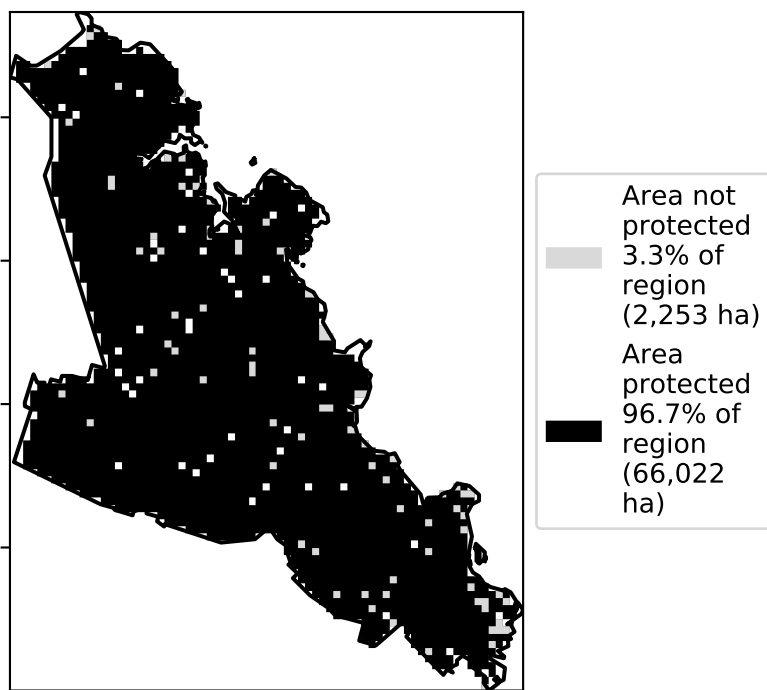 Area not
protected
3.3% of
region
(2,253 ha)
Area
protected
96.7% of
region
(66,022
ha)